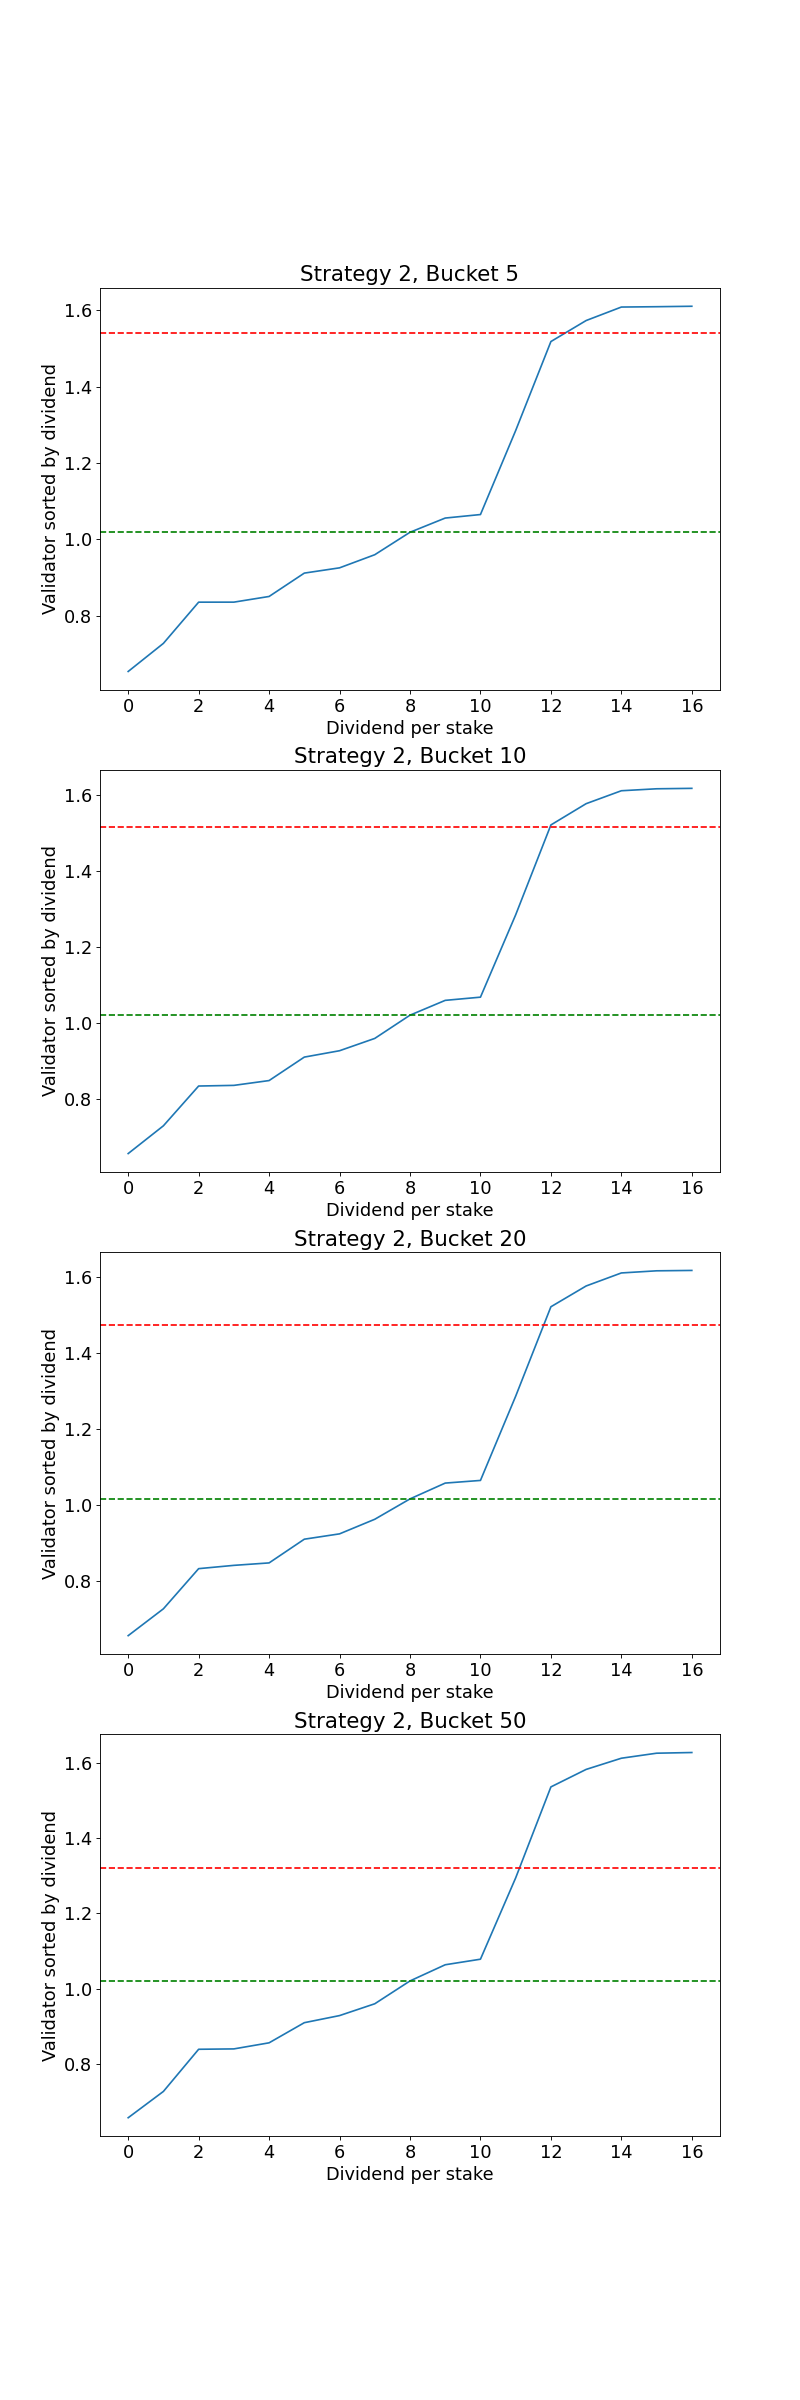 Strategy 2, Bucket 5
Validator sorted by dividend
1.6
1.4
1.2
1.0
0.8
0 2 4 6 8 10 12 14 16
Dividend per stake
Strategy 2, Bucket 10
Validator sorted by dividend
1.6
1.4
1.2
1.0
0.8
0 2 4 6 8 10 12 14 16
Dividend per stake
Strategy 2, Bucket 20
Validator sorted by dividend
1.6
1.4
1.2
1.0
0.8
0 2 4 6 8 10 12 14 16
Dividend per stake
Strategy 2, Bucket 50
Validator sorted by dividend
1.6
1.4
1.2
1.0
0.8
0 2 4 6 8 10 12 14 16
Dividend per stake